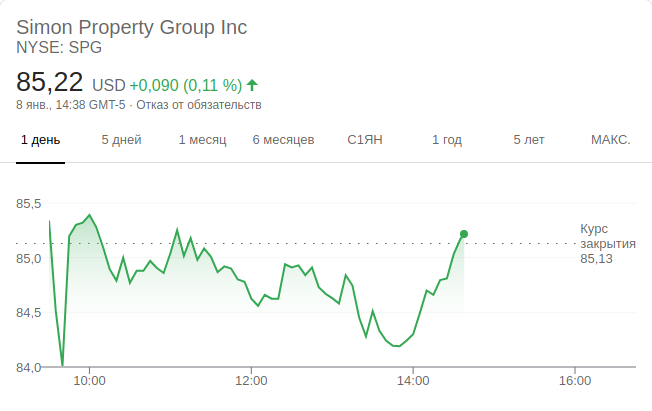 Simon Property Group Inc
NYSE: SPG
85,22 USD +0,090 (0,11 %)
8 янв., 14:38 GMT-5 · Отказ от обязательств
1 день 5 дней 1 месяц 6 месяцев С1ЯН 1 год 5 лет МАКС.
85,5
Курс
закрытия
85,13
85,0
84,5
84,0
10:00 12:00 14:00 16:00